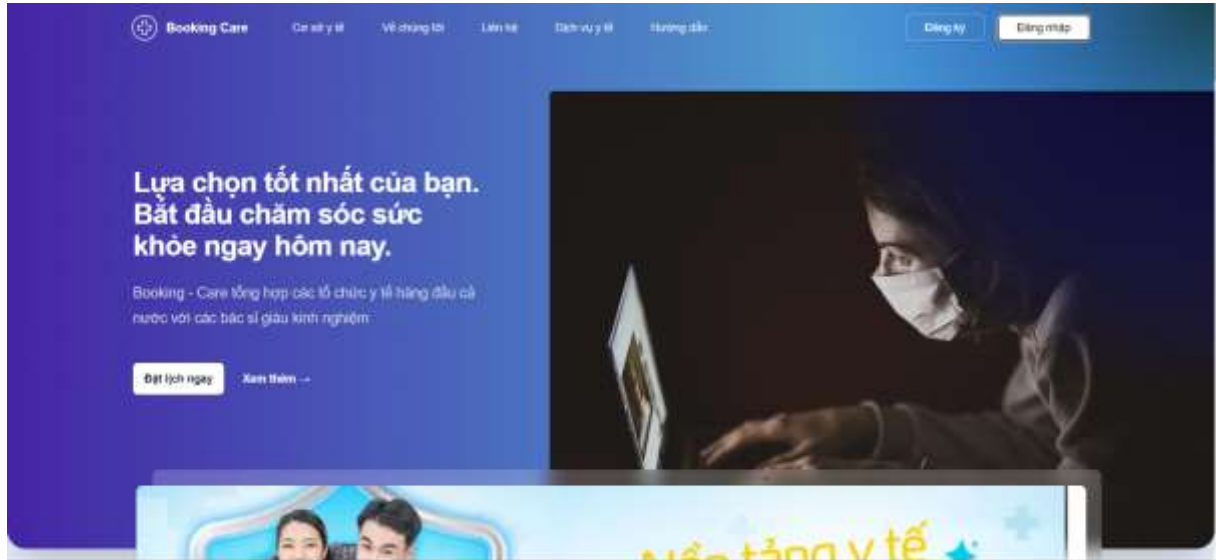 Booking Care
Cơ sở y tế
Về chúng tôi
Liên hệ
Dịch vụ y tế
Hướng dẫn
Đăng ký
Đăng nhập
Lựa chọn tốt nhất của bạn.
Bắt đầu chăm sóc sức
khỏe ngay hôm nay.
Booking - Care tổng hợp các tổ chức y tế hàng đầu cả
nước với các bác sĩ giàu kinh nghiệm
Đặt lịch ngay
Xem thêm →
Nền tảng y tế